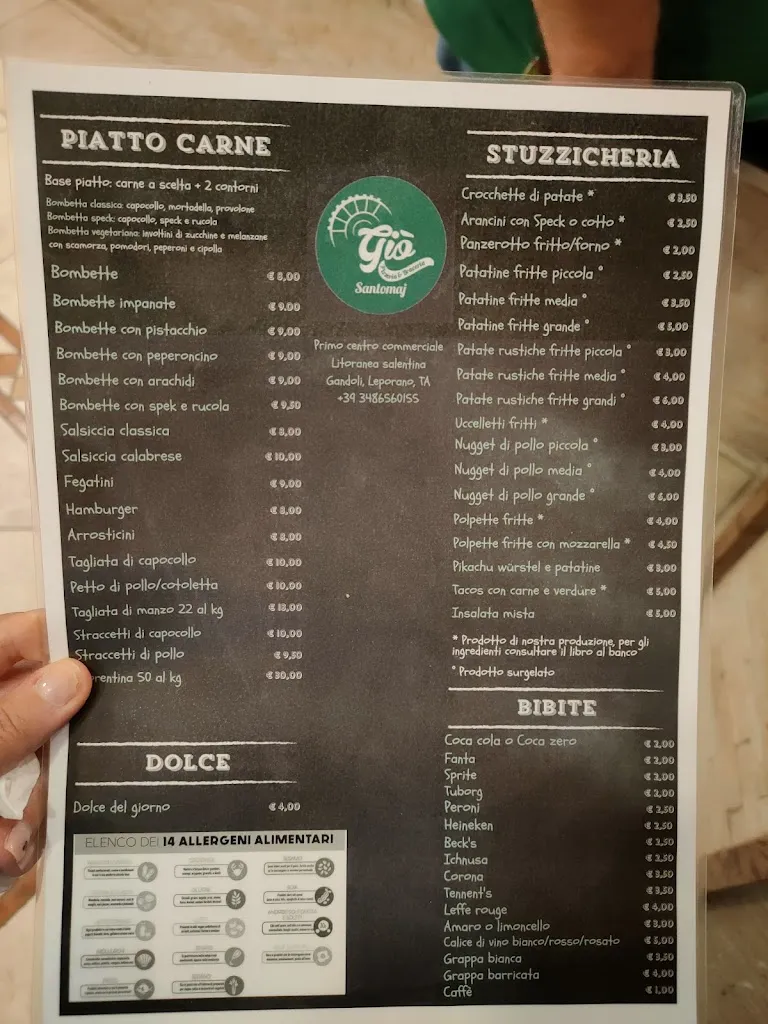 PIATTO CARNE
Base piatto: carne a scelta + 2 contorni
Bombetta classica: capocollo, mortadella, provolone
Bombetta speck: capocollo, speck e rucola
Bombetta vegetariana: involtini di zucchine e melanzane
con scamorza, pomodori, peperoni e cipolla
Bombette € 8,00
Bombette impanate € 9.00
Bombette con pistacchio € 9,00
Bombette con peperoncino € 9,00
Bombette con arachidi € 9,00
Bombette con spek e rucola € 9,50
Salsiccia classica € 8,00
Salsiccia calabrese € 10,00
Fegatini € 9,00
Hamburger € 8,00
Arrosticini € 8,00
Tagliata di capocollo € 10,00
Petto di pollo/cotoletta € 10,00
Tagliata di manzo 22 al kg € 18,00
Straccetti di capocollo € 10,00
Straccetti di pollo € 9,50
orentina 50 al kg € 30,00
DOLCE
Dolce del giorno € 4,00
ELENCO DEI 14 ALLERGENI ALIMENTARI
Giò
Pizzeria & Braceria
Santomaj
Primo centro commerciale
Litoranea salentina
Gandoli, Leporano, TA
+39 3486560155
STUZZICHERIA
Crocchette di patate * € 3,50
Arancini con Speck o cotto * € 2,50
Panzerotto fritto/forno * € 2,00
Patatine fritte piccola ° € 2,50
Patatine fritte media ° € 3,50
Patatine fritte grande ° € 5,00
Patate rustiche fritte piccola ° € 3,00
Patate rustiche fritte media ° € 4,00
Patate rustiche fritte grandi ° € 6,00
Uccelletti fritti * € 4,00
Nugget di pollo piccola ° € 3,00
Nugget di pollo media ° € 4,00
Nugget di pollo grande ° € 6,00
Polpette fritte * € 4,00
Polpette fritte con mozzarella * € 4,50
Pikachu würstel e patatine € 8,00
Tacos con carne e verdure * € 5,00
Insalata mista € 5,00
* Prodotto di nostra produzione, per gli
ingredienti consultare il libro al banco
° Prodotto surgelato
BIBITE
Coca cola o Coca zero € 2,00
Fanta € 2,00
Sprite € 2,00
Tuborg € 2,00
Peroni € 2,50
Heineken € 2,50
Beck's € 2,50
Ichnusa € 2,50
Corona € 3,50
Tennent's € 3,50
Leffe rouge € 4,00
Amaro o limoncello € 3,00
Calice di vino bianco/rosso/rosato € 5,00
Grappa bianca € 3,50
Grappa barricata € 4,00
Caffè € 1,00